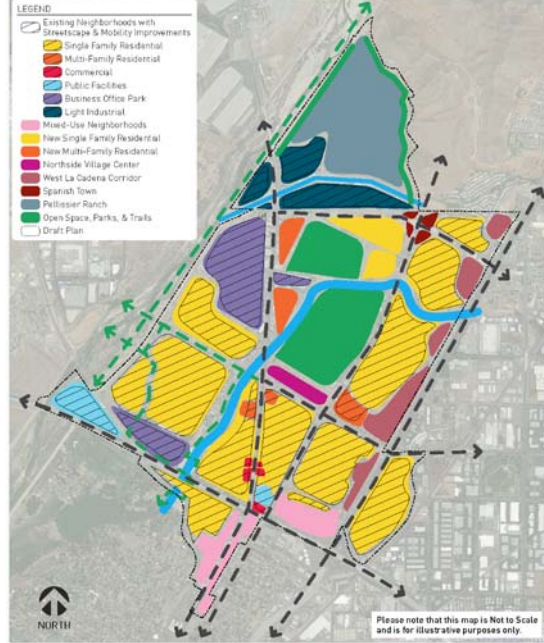 LEGEND
Existing Neighborhoods with
Streetscape & Mobility Improvements
Single Family Residential
Multi-Family Residential
Commercial
Public Facilities
Business Office Park
Light Industrial
Mixed-Use Neighborhoods
New Single Family Residential
New Multi-Family Residential
Northside Village Center
West La Cadena Corridor
Spanish Town
Pellissier Ranch
Open Space, Parks, & Trails
Draft Plan
NORTH
Please note that this map is Not to Scale
and is for illustrative purposes only.